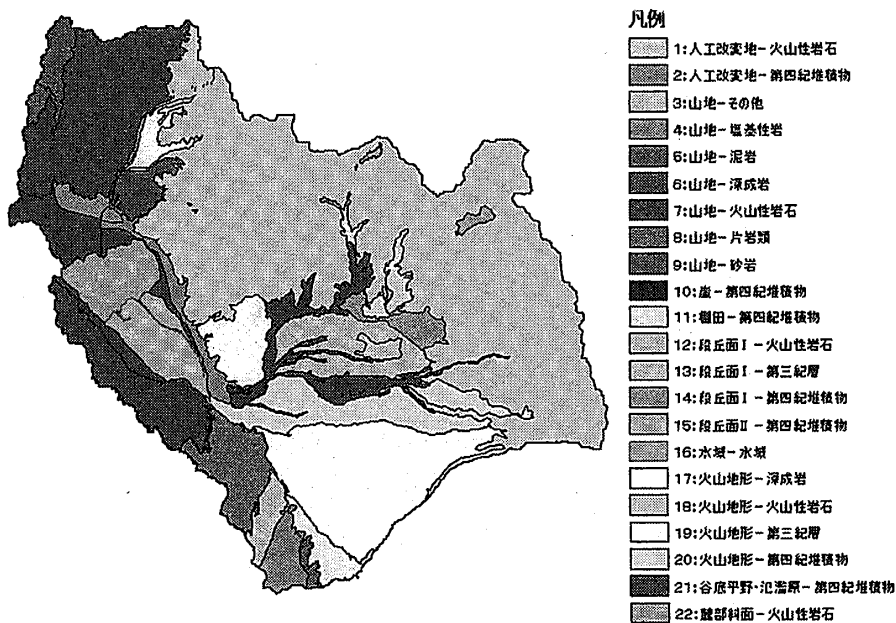 凡例
1:人工改変地-火山性岩石
2:人工改変地-第四紀堆積物
3:山地-その他
4:山地-塩基性岩
5:山地-泥岩
6:山地-深成岩
7:山地-火山性岩石
8:山地-片岩類
9:山地-砂岩
10:崖-第四紀堆積物
11:棚田-第四紀堆積物
12:段丘面Ⅰ-火山性岩石
13:段丘面Ⅰ-第三紀層
14:段丘面Ⅰ-第四紀堆積物
15:段丘面Ⅱ-第四紀堆積物
16:水域-水域
17:火山地形-深成岩
18:火山地形-火山性岩石
19:火山地形-第三紀層
20:火山地形-第四紀堆積物
21:谷底平野・氾濫原-第四紀堆積物
22:麓部斜面-火山性岩石